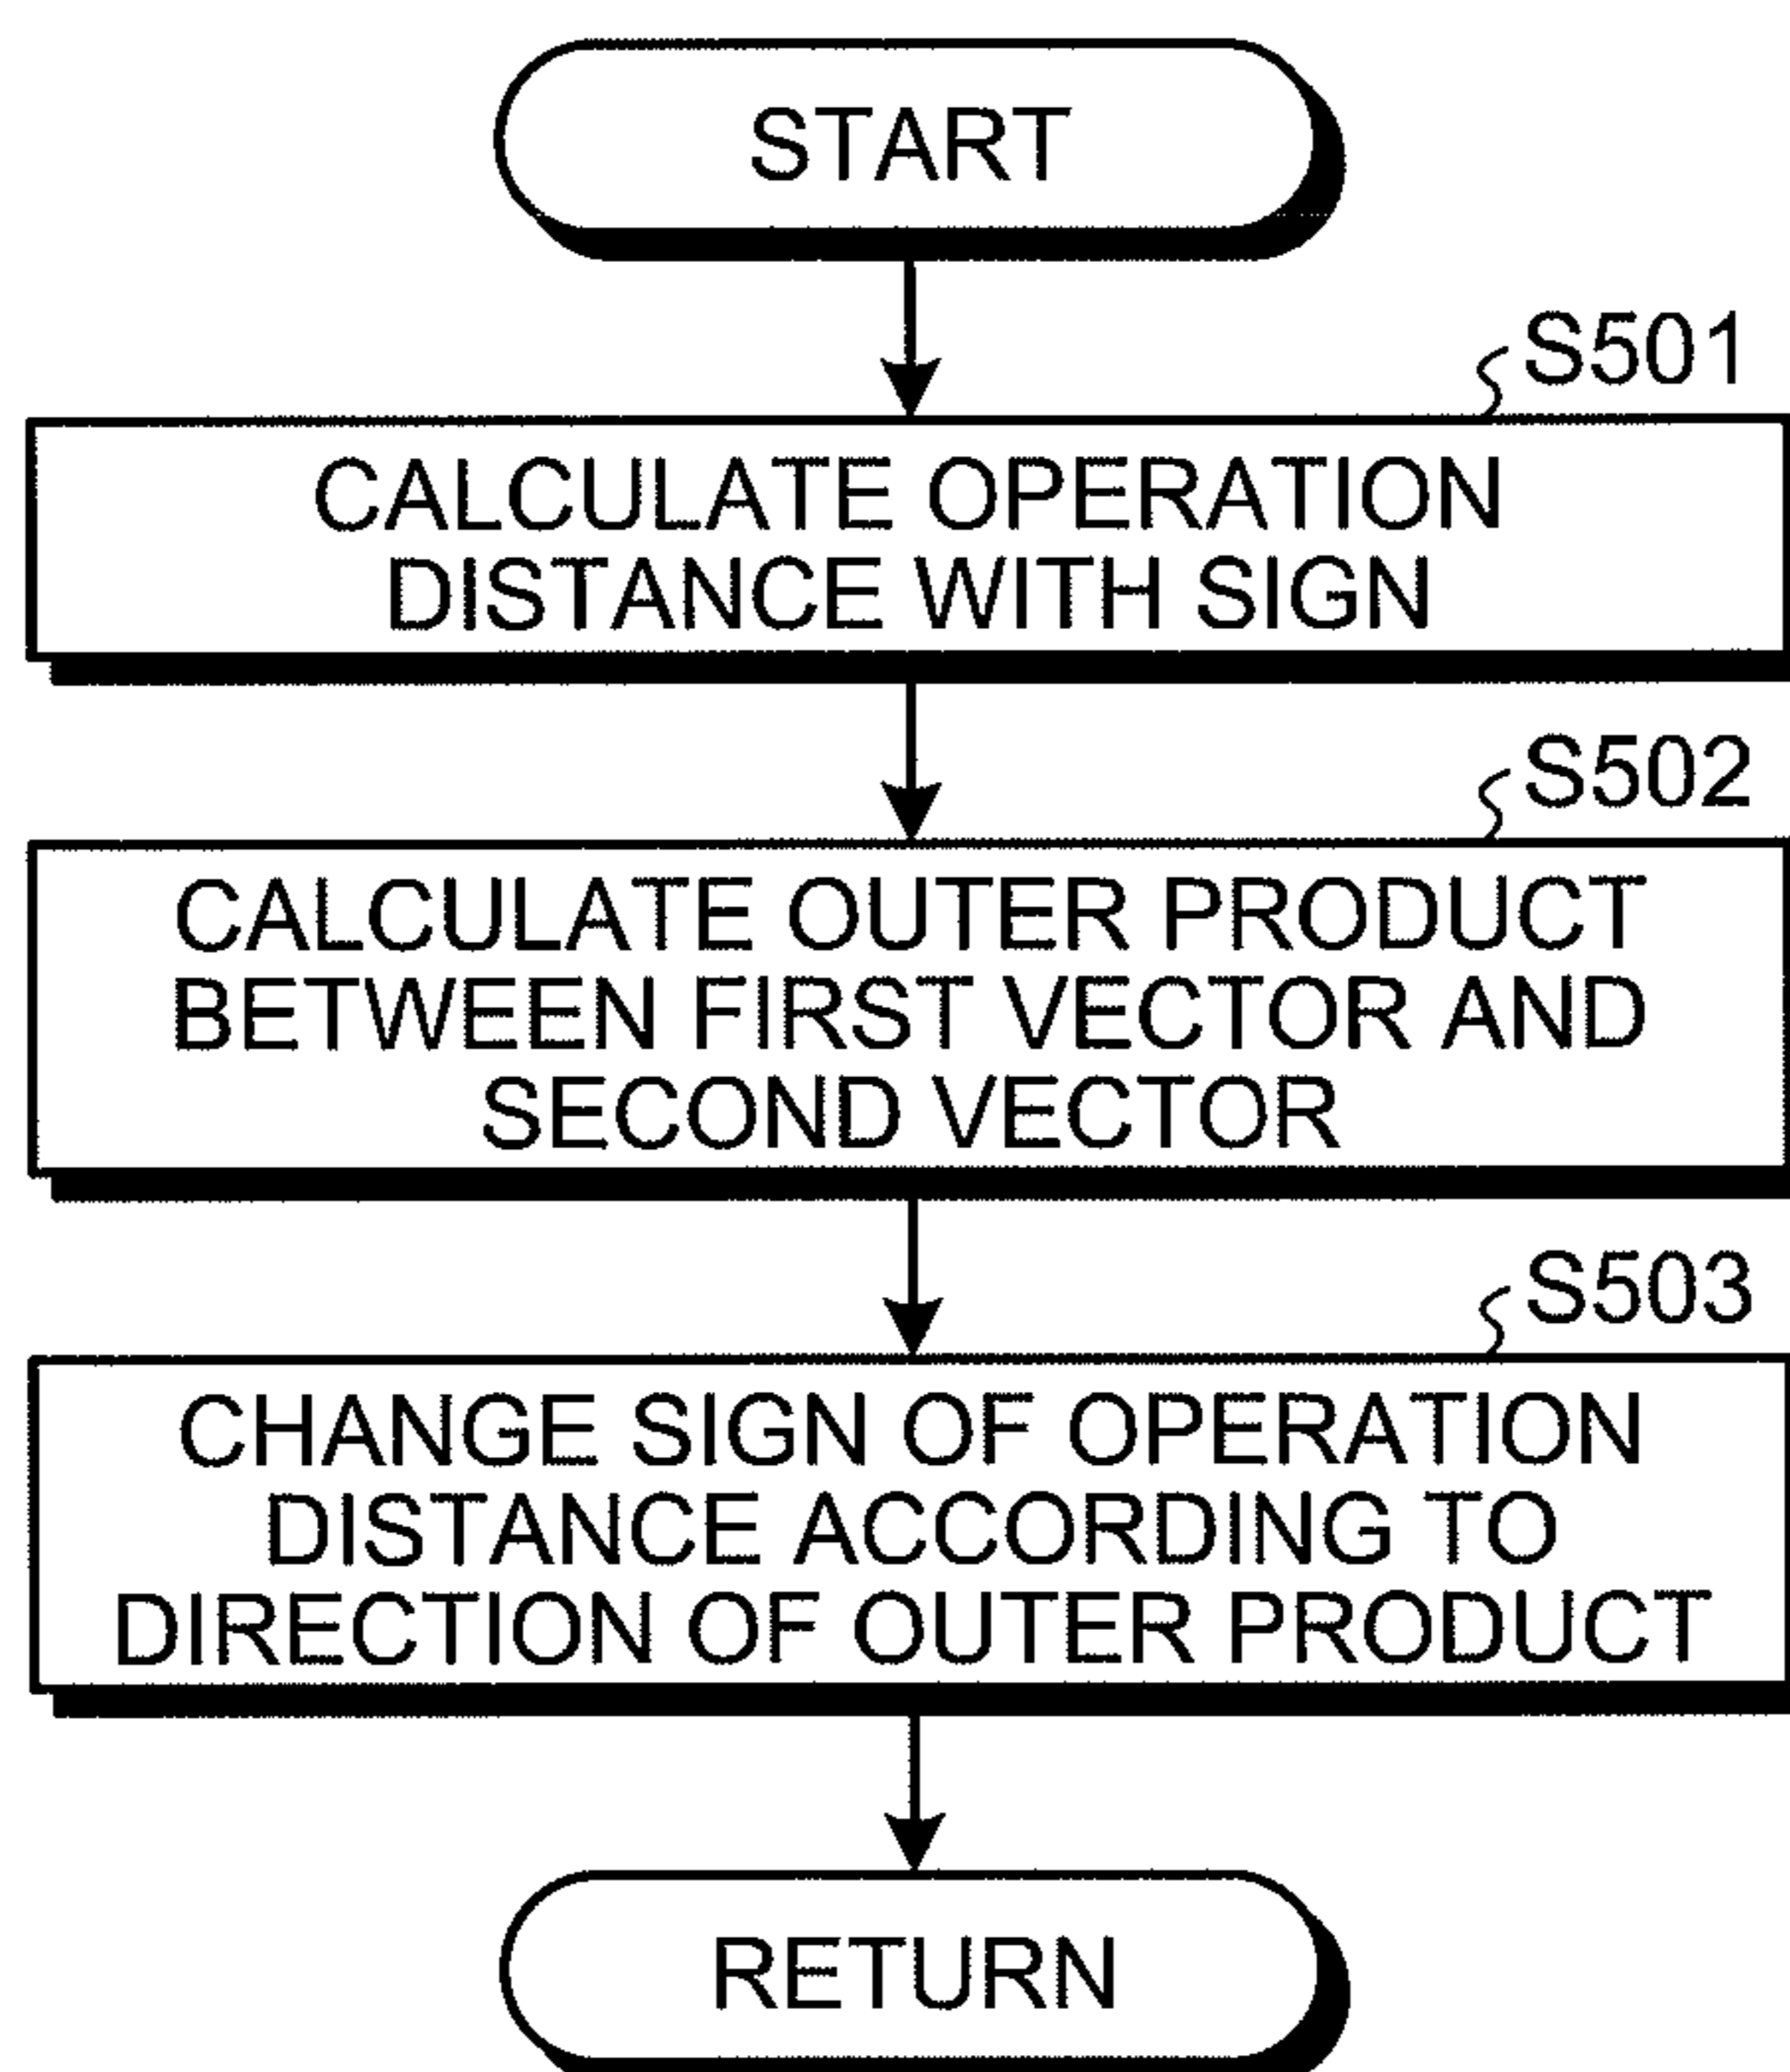 START
S501
CALCULATE OPERATION
DISTANCE WITH SIGN
S502
CALCULATE OUTER PRODUCT
BETWEEN FIRST VECTOR AND
SECOND VECTOR
S503
CHANGE SIGN OF OPERATION
DISTANCE ACCORDING TO
DIRECTION OF OUTER PRODUCT
RETURN